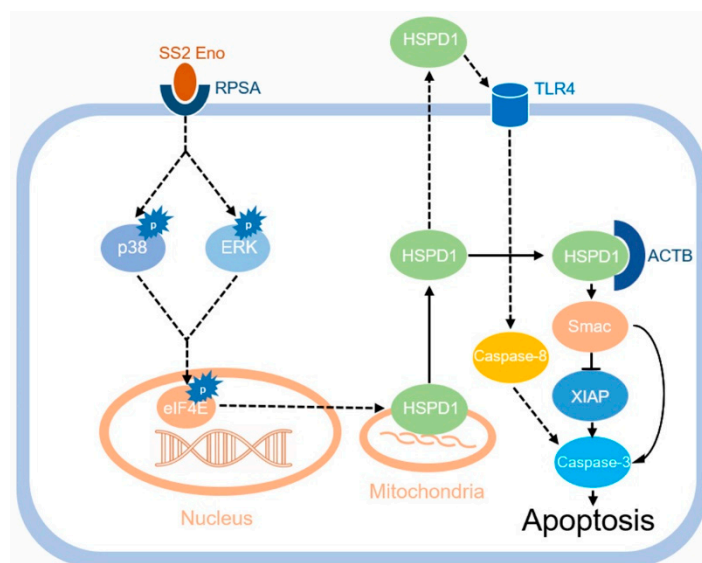 HSPD1
SS2 Eno
RPSA
TLR4
p
p
p38
ERK
HSPD1
HSPD1
ACTB
Smac
Caspase-8
p
eIF4E
HSPD1
XIAP
Caspase-3
Mitochondria
Nucleus
Apoptosis